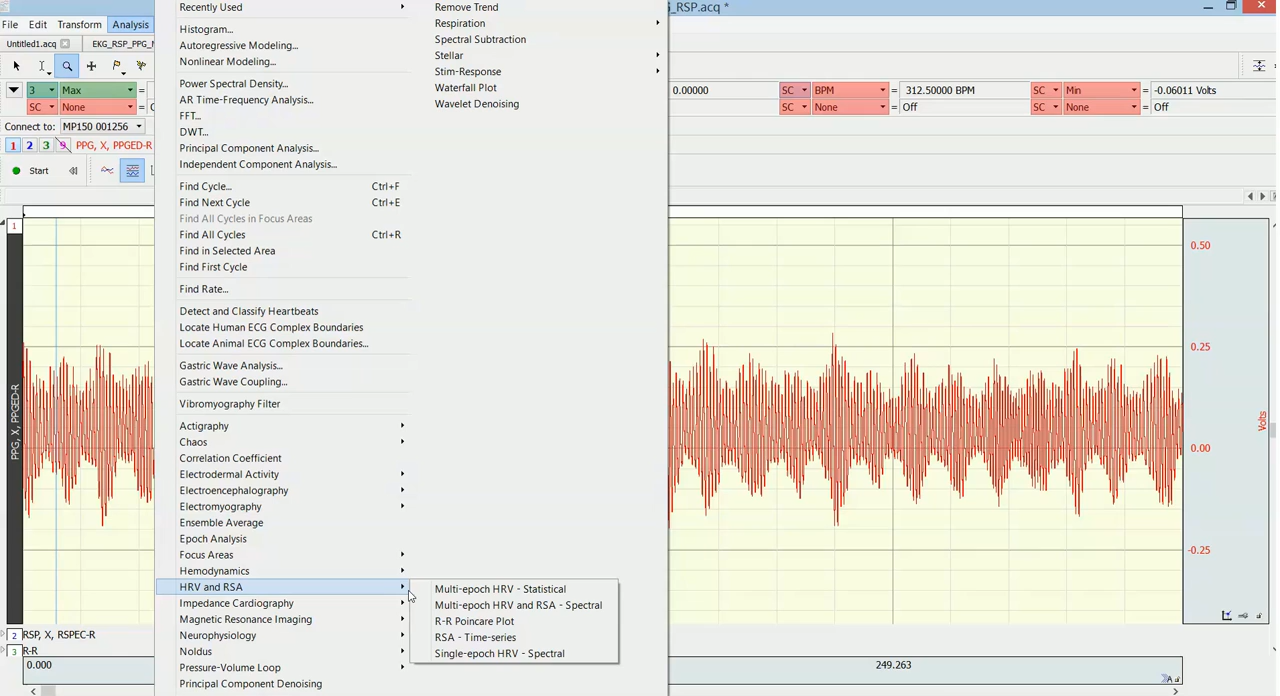 G_RSP.acq *
File Edit Transform Analysis
Untitled1.acq EKG_RSP_PPG_
3 Max =
SC None =
0.00000
SC BPM = 312.50000 BPM
SC Min = -0.06011 Volts
SC None = Off
SC None = Off
Connect to: MP150 001256
1 2 3 9 PPG, X, PPGED-R
Start
Recently Used
Histogram...
Autoregressive Modeling...
Nonlinear Modeling...
Power Spectral Density...
AR Time-Frequency Analysis...
FFT...
DWT...
Principal Component Analysis...
Independent Component Analysis...
Find Cycle... Ctrl+F
Find Next Cycle Ctrl+E
Find All Cycles in Focus Areas
Find All Cycles Ctrl+R
Find in Selected Area
Find First Cycle
Find Rate...
Detect and Classify Heartbeats
Locate Human ECG Complex Boundaries
Locate Animal ECG Complex Boundaries...
Gastric Wave Analysis...
Gastric Wave Coupling...
Vibromyography Filter
Actigraphy
Chaos
Correlation Coefficient
Electrodermal Activity
Electroencephalography
Electromyography
Ensemble Average
Epoch Analysis
Focus Areas
Hemodynamics
HRV and RSA
Impedance Cardiography
Magnetic Resonance Imaging
Neurophysiology
Noldus
Pressure-Volume Loop
Principal Component Denoising
Remove Trend
Respiration
Spectral Subtraction
Stellar
Stim-Response
Waterfall Plot
Wavelet Denoising
Multi-epoch HRV - Statistical
Multi-epoch HRV and RSA - Spectral
R-R Poincare Plot
RSA - Time-series
Single-epoch HRV - Spectral
1
PPG, X, PPGED-R
0.50
0.25
0.00
-0.25
Volts
2 RSP, X, RSPEC-R
3 R-R
0.000
249.263
A